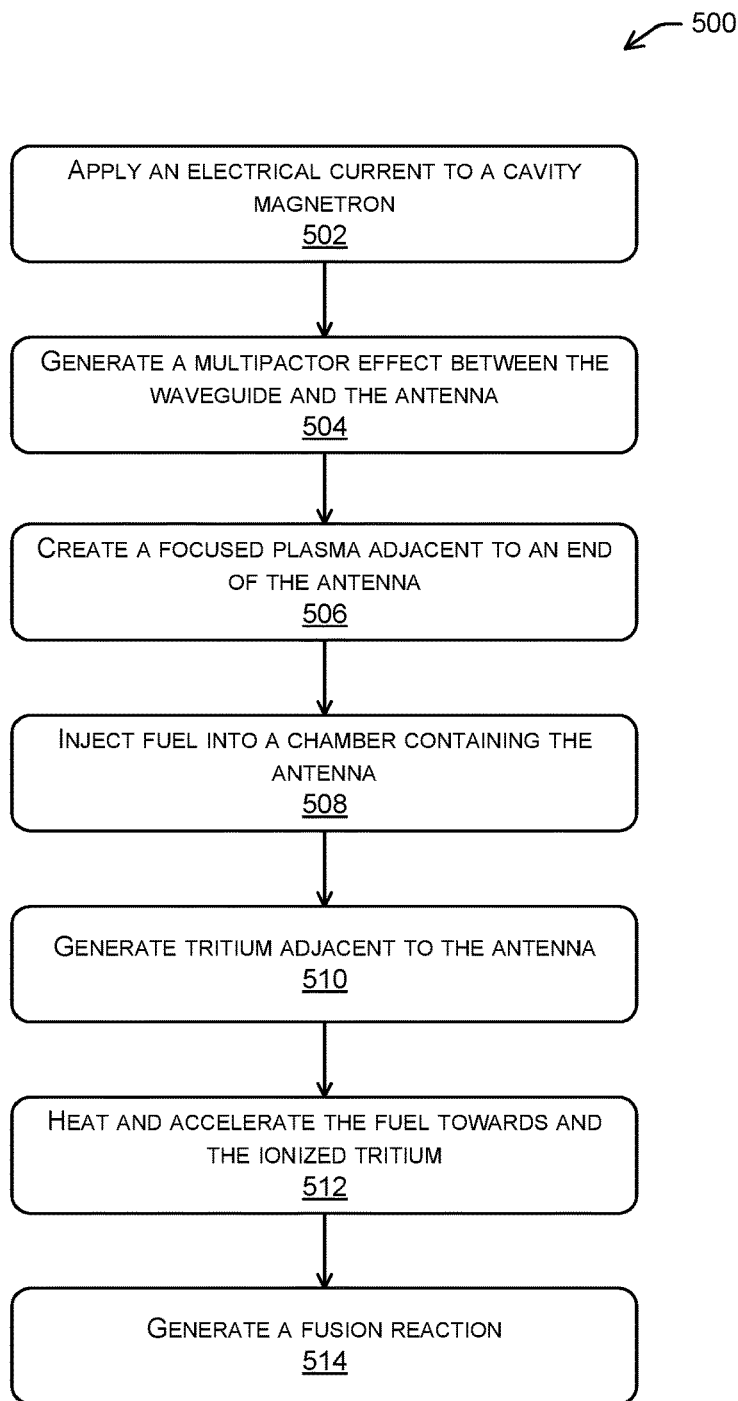 500
APPLY AN ELECTRICAL CURRENT TO A CAVITY
MAGNETRON
502
GENERATE A MULTIPACTOR EFFECT BETWEEN THE
WAVEGUIDE AND THE ANTENNA
504
CREATE A FOCUSED PLASMA ADJACENT TO AN END
OF THE ANTENNA
506
INJECT FUEL INTO A CHAMBER CONTAINING THE
ANTENNA
508
GENERATE TRITIUM ADJACENT TO THE ANTENNA
510
HEAT AND ACCELERATE THE FUEL TOWARDS AND
THE IONIZED TRITIUM
512
GENERATE A FUSION REACTION
514